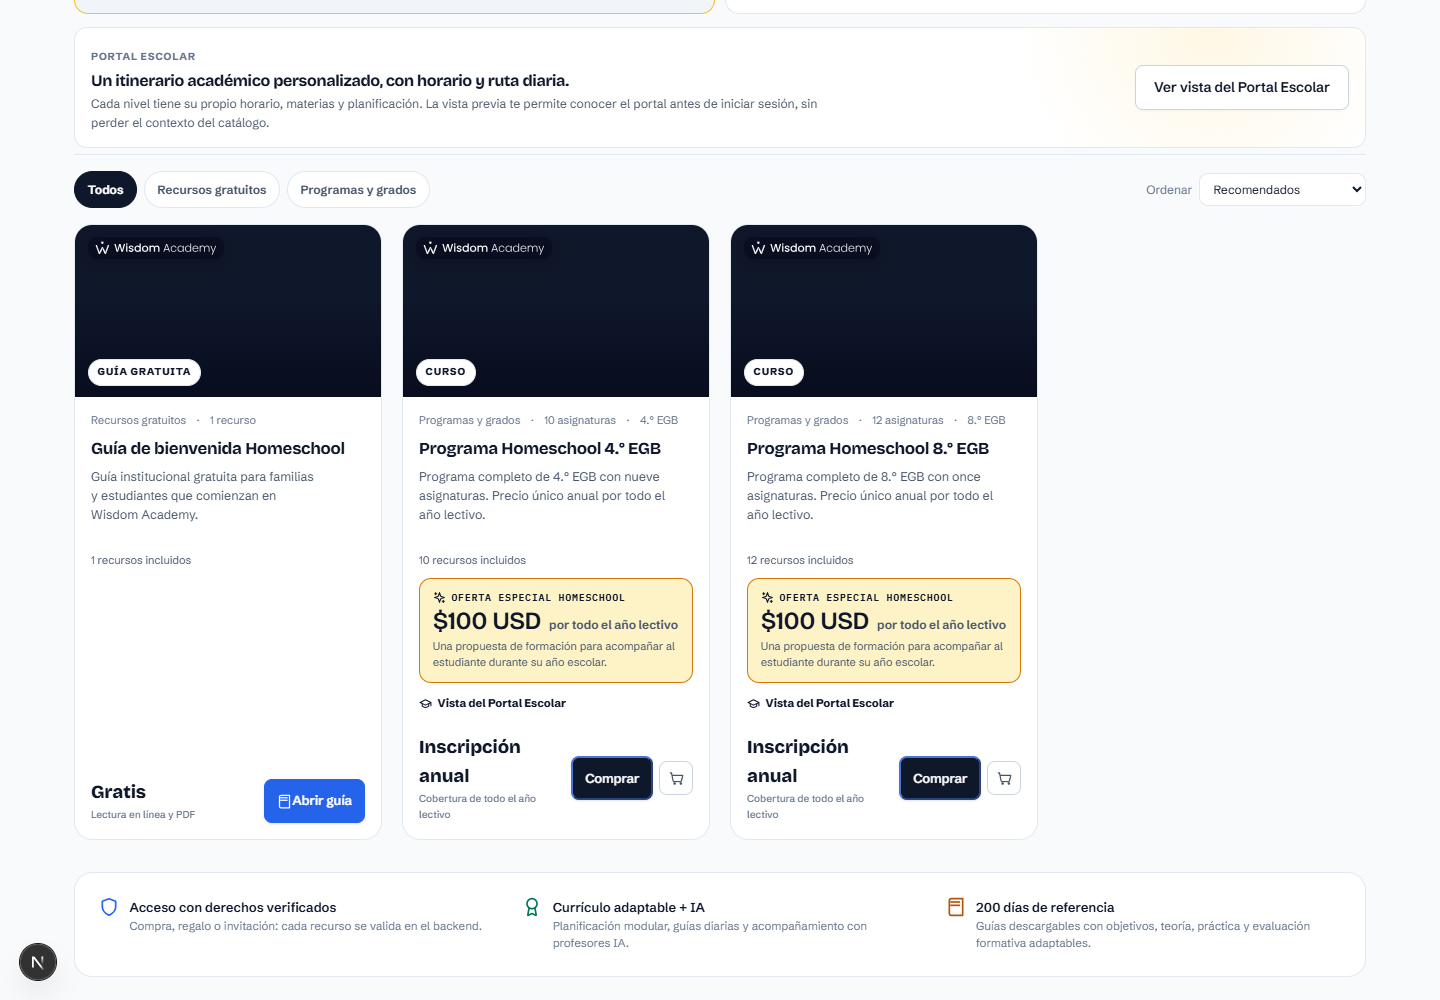 PORTAL ESCOLAR
Un itinerario académico personalizado, con horario y ruta diaria.
Cada nivel tiene su propio horario, materias y planificación. La vista previa te permite conocer el portal antes de iniciar sesión, sin
perder el contexto del catálogo.
Ver vista del Portal Escolar
Todos
Recursos gratuitos
Programas y grados
Ordenar
Recomendados
Wisdom Academy
GUÍA GRATUITA
Recursos gratuitos · 1 recurso
Guía de bienvenida Homeschool
Guía institucional gratuita para familias
y estudiantes que comienzan en
Wisdom Academy.
1 recursos incluidos
Gratis
Lectura en línea y PDF
Abrir guía
Wisdom Academy
CURSO
Programas y grados · 10 asignaturas · 4.º EGB
Programa Homeschool 4.º EGB
Programa completo de 4.º EGB con nueve
asignaturas. Precio único anual por todo el
año lectivo.
10 recursos incluidos
OFERTA ESPECIAL HOMESCHOOL
$100 USD por todo el año lectivo
Una propuesta de formación para acompañar al
estudiante durante su año escolar.
Vista del Portal Escolar
Inscripción
anual
Cobertura de todo el año
lectivo
Comprar
Wisdom Academy
CURSO
Programas y grados · 12 asignaturas · 8.º EGB
Programa Homeschool 8.º EGB
Programa completo de 8.º EGB con once
asignaturas. Precio único anual por todo el
año lectivo.
12 recursos incluidos
OFERTA ESPECIAL HOMESCHOOL
$100 USD por todo el año lectivo
Una propuesta de formación para acompañar al
estudiante durante su año escolar.
Vista del Portal Escolar
Inscripción
anual
Cobertura de todo el año
lectivo
Comprar
Acceso con derechos verificados
Compra, regalo o invitación: cada recurso se valida en el backend.
Currículo adaptable + IA
Planificación modular, guías diarias y acompañamiento con
profesores IA.
200 días de referencia
Guías descargables con objetivos, teoría, práctica y evaluación
formativa adaptables.
N